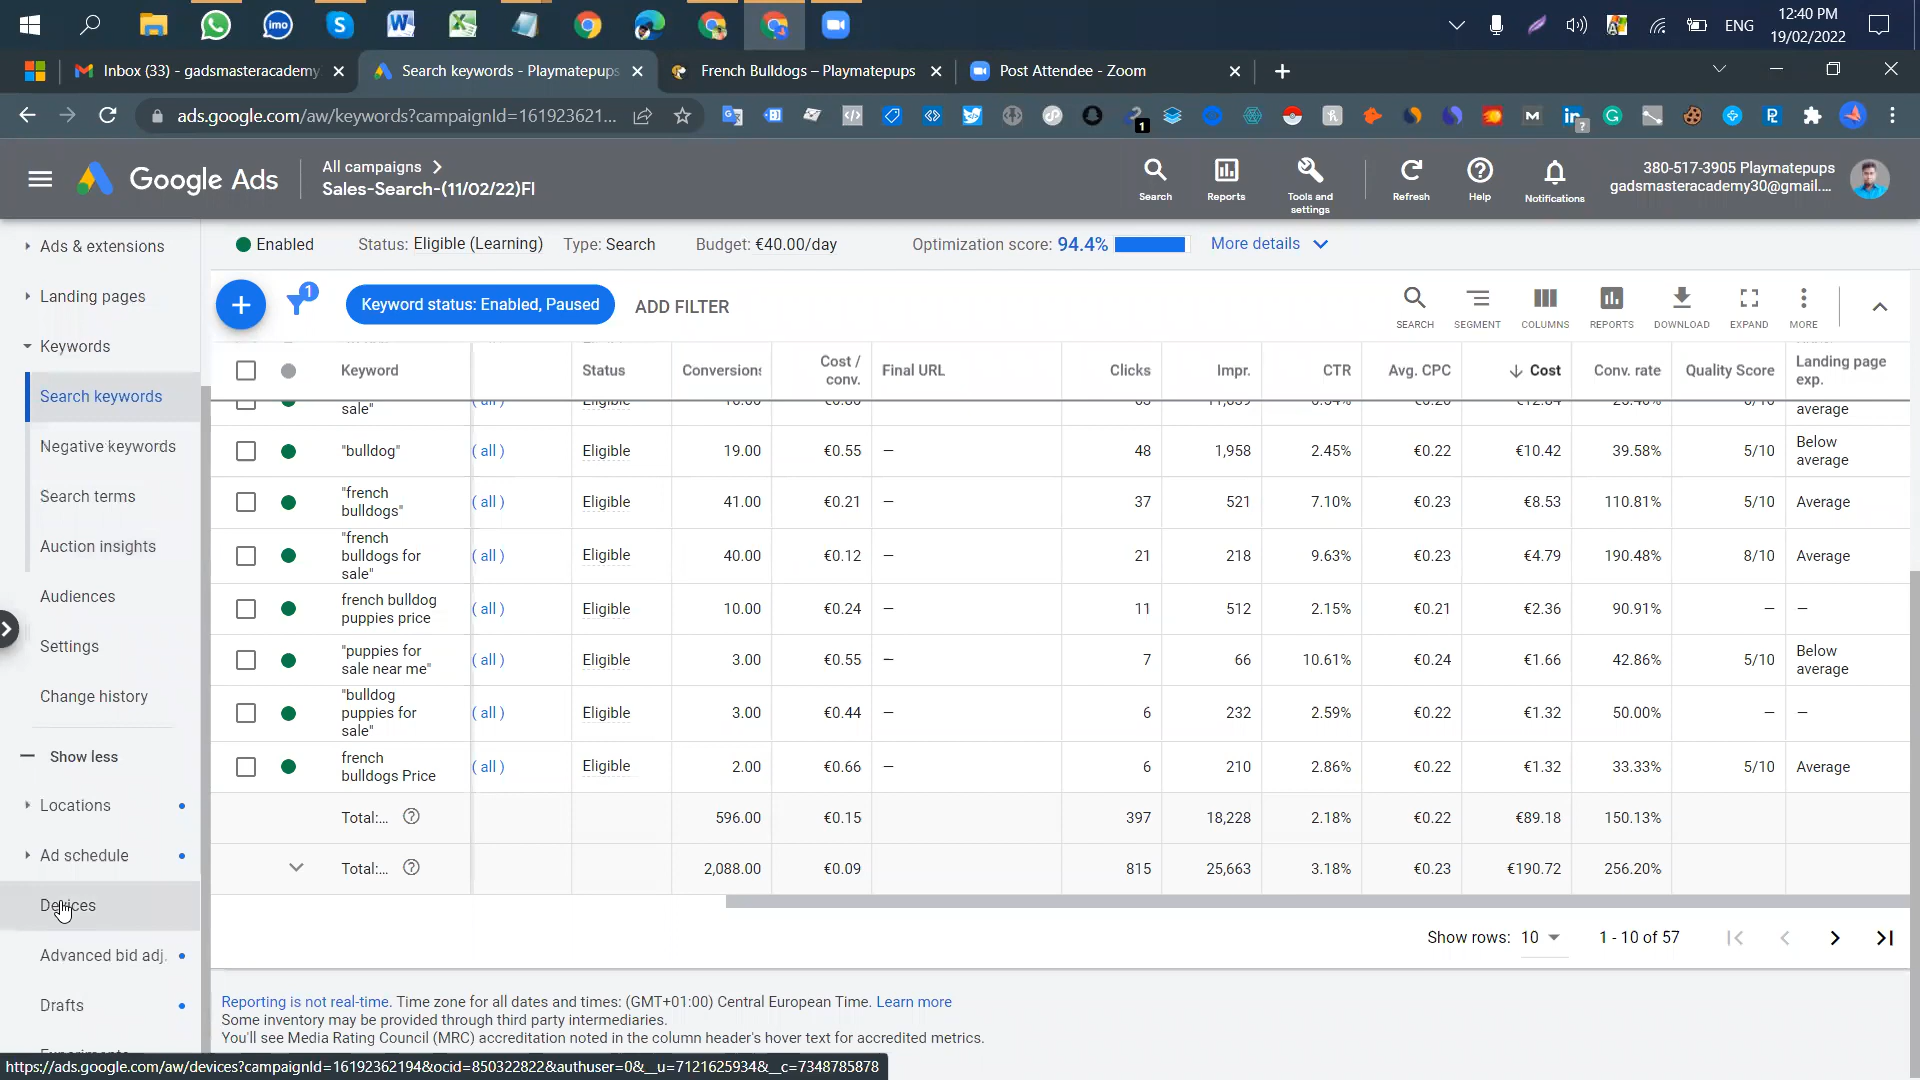 ENG
12:40 PM
19/02/2022
Inbox (33) - gadsmasteracademy
Search keywords - Playmatepups
French Bulldogs – Playmatepups
Post Attendee - Zoom
ads.google.com/aw/keywords?campaignId=161923621...
Google Ads
All campaigns
Sales-Search-(11/02/22)FI
Search
Reports
Tools and
settings
Refresh
Help
Notifications
380-517-3905 Playmatepups
gadsmasteracademy30@gmail....
Ads & extensions
Landing pages
Keywords
Search keywords
Negative keywords
Search terms
Auction insights
Audiences
Settings
Change history
Show less
Locations
Ad schedule
Devices
Advanced bid adj.
Drafts
Experiments
Enabled Status: Eligible (Learning) Type: Search Budget: €40.00/day Optimization score: 94.4% More details
1
Keyword status: Enabled, Paused
ADD FILTER
SEARCH SEGMENT COLUMNS REPORTS DOWNLOAD EXPAND MORE
Keyword Status Conversions Cost / conv. Final URL Clicks Impr. CTR Avg. CPC Cost Conv. rate Quality Score Landing page exp.
sale" average
"bulldog" ( all ) Eligible 19.00 €0.55 – 48 1,958 2.45% €0.22 €10.42 39.58% 5/10 Below average
"french bulldogs" ( all ) Eligible 41.00 €0.21 – 37 521 7.10% €0.23 €8.53 110.81% 5/10 Average
"french bulldogs for sale" ( all ) Eligible 40.00 €0.12 – 21 218 9.63% €0.23 €4.79 190.48% 8/10 Average
french bulldog puppies price ( all ) Eligible 10.00 €0.24 – 11 512 2.15% €0.21 €2.36 90.91% – –
"puppies for sale near me" ( all ) Eligible 3.00 €0.55 – 7 66 10.61% €0.24 €1.66 42.86% 5/10 Below average
"bulldog puppies for sale" ( all ) Eligible 3.00 €0.44 – 6 232 2.59% €0.22 €1.32 50.00% – –
french bulldogs Price ( all ) Eligible 2.00 €0.66 – 6 210 2.86% €0.22 €1.32 33.33% 5/10 Average
Total:... 596.00 €0.15 397 18,228 2.18% €0.22 €89.18 150.13%
Total:... 2,088.00 €0.09 815 25,663 3.18% €0.23 €190.72 256.20%
Show rows: 10 1 - 10 of 57
Reporting is not real-time. Time zone for all dates and times: (GMT+01:00) Central European Time. Learn more
Some inventory may be provided through third party intermediaries.
You'll see Media Rating Council (MRC) accreditation noted in the column header's hover text for accredited metrics.
https://ads.google.com/aw/devices?campaignId=16192362194&ocid=850322822&authuser=0&__u=7121625934&__c=7348785878